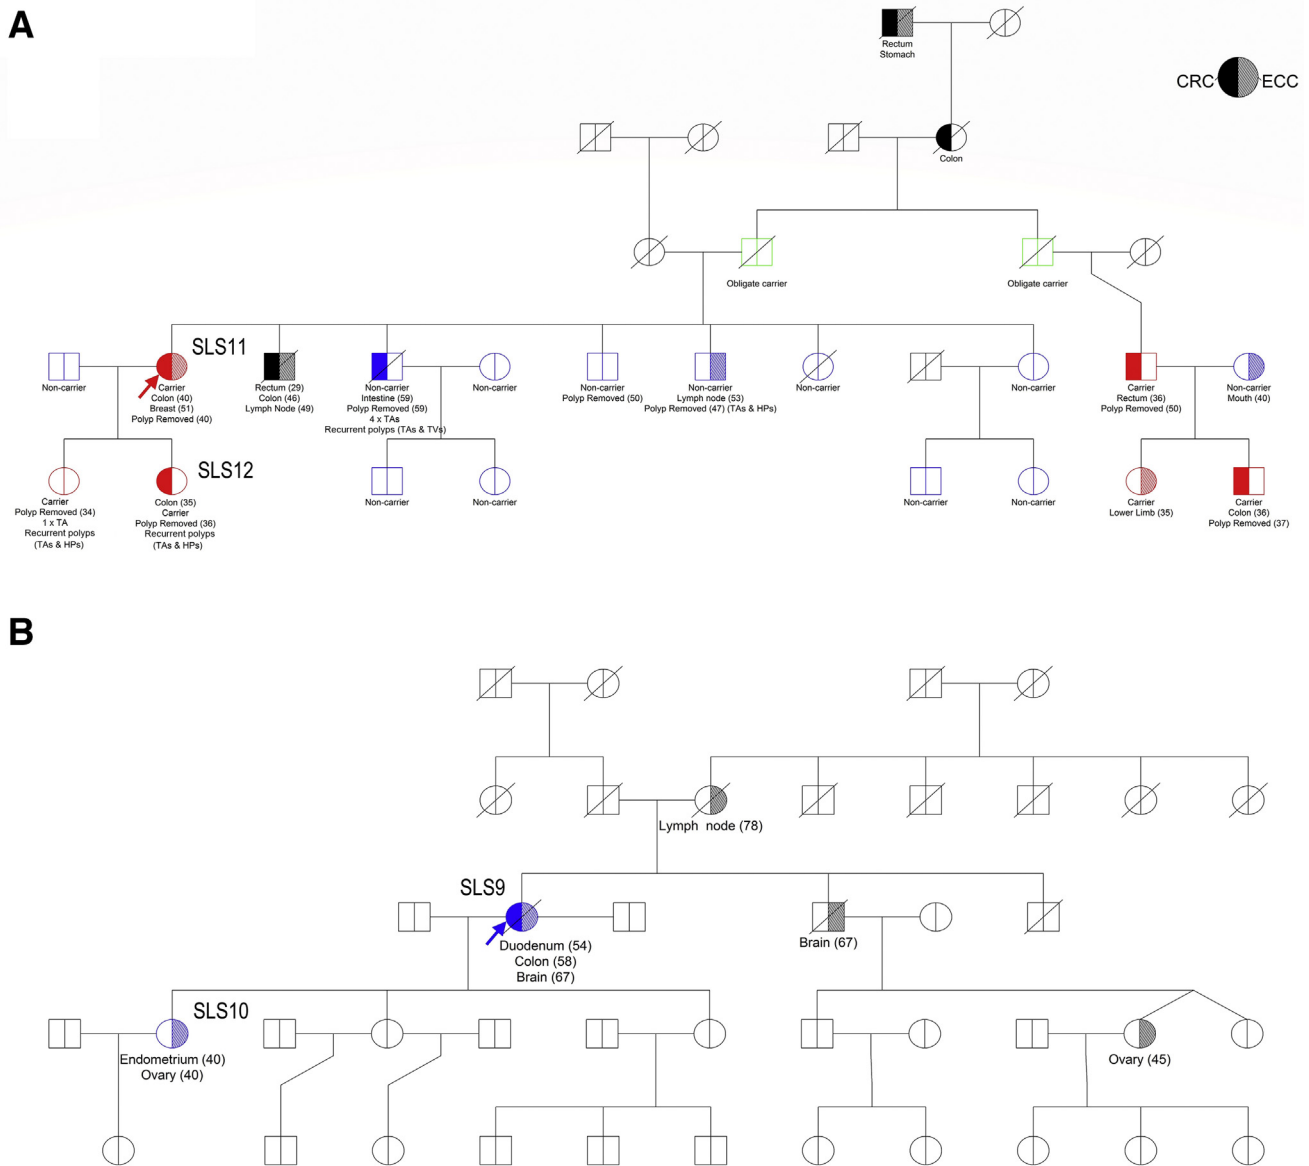 A
Rectum
Stomach
CRC
ECC
Colon
Obligate carrier
Obligate carrier
SLS11
Non-carrier
Carrier
Colon (40)
Breast (51)
Polyp Removed (40)
Rectum (29)
Colon (46)
Lymph Node (49)
Non-carrier
Intestine (59)
Polyp Removed (59)
4 x TAs
Recurrent polyps (TAs & TVs)
Non-carrier
Non-carrier
Polyp Removed (50)
Non-carrier
Lymph node (53)
Polyp Removed (47) (TAs & HPs)
Non-carrier
Non-carrier
Carrier
Rectum (36)
Polyp Removed (50)
Non-carrier
Mouth (40)
SLS12
Carrier
Polyp Removed (34)
1 x TA
Recurrent polyps
(TAs & HPs)
Colon (35)
Carrier
Polyp Removed (36)
Recurrent polyps
(TAs & HPs)
Non-carrier
Non-carrier
Non-carrier
Non-carrier
Carrier
Lower Limb (35)
Carrier
Colon (36)
Polyp Removed (37)
B
Lymph node (78)
SLS9
Duodenum (54)
Colon (58)
Brain (67)
Brain (67)
SLS10
Endometrium (40)
Ovary (40)
Ovary (45)